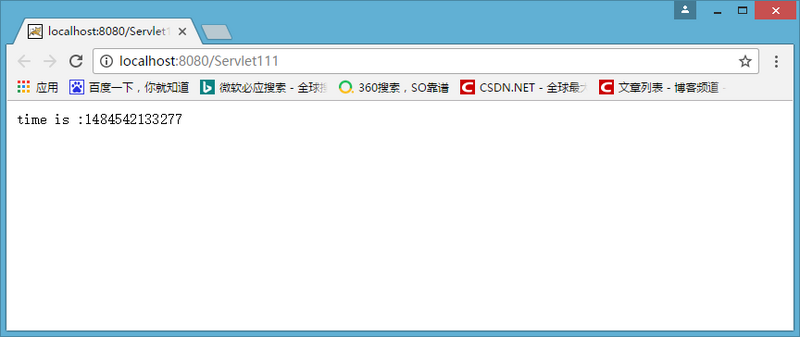 localhost:8080/Servlet1
localhost:8080/Servlet111
应用 百度一下，你就知道 微软必应搜索 - 全球 360搜索，SO靠谱 CSDN.NET - 全球最 文章列表 - 博客频道 -
time is :1484542133277